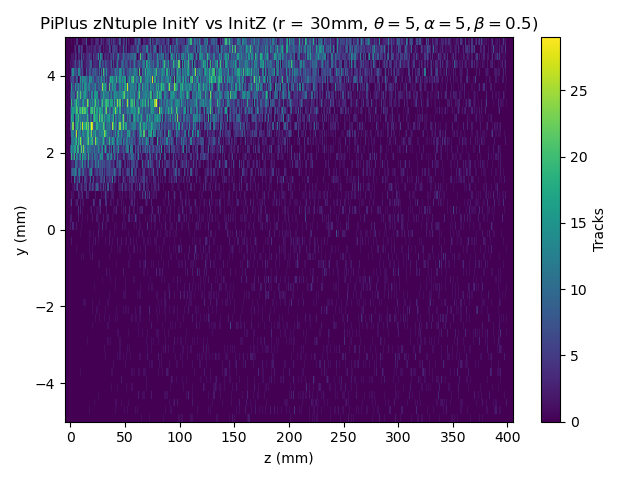 PiPlus zNtuple InitY vs InitZ (r = 30mm, θ = 5, α = 5, β = 0.5)
4
2
0
−2
−4
y (mm)
0 50 100 150 200 250 300 350 400
z (mm)
25
20
15
10
5
0
Tracks